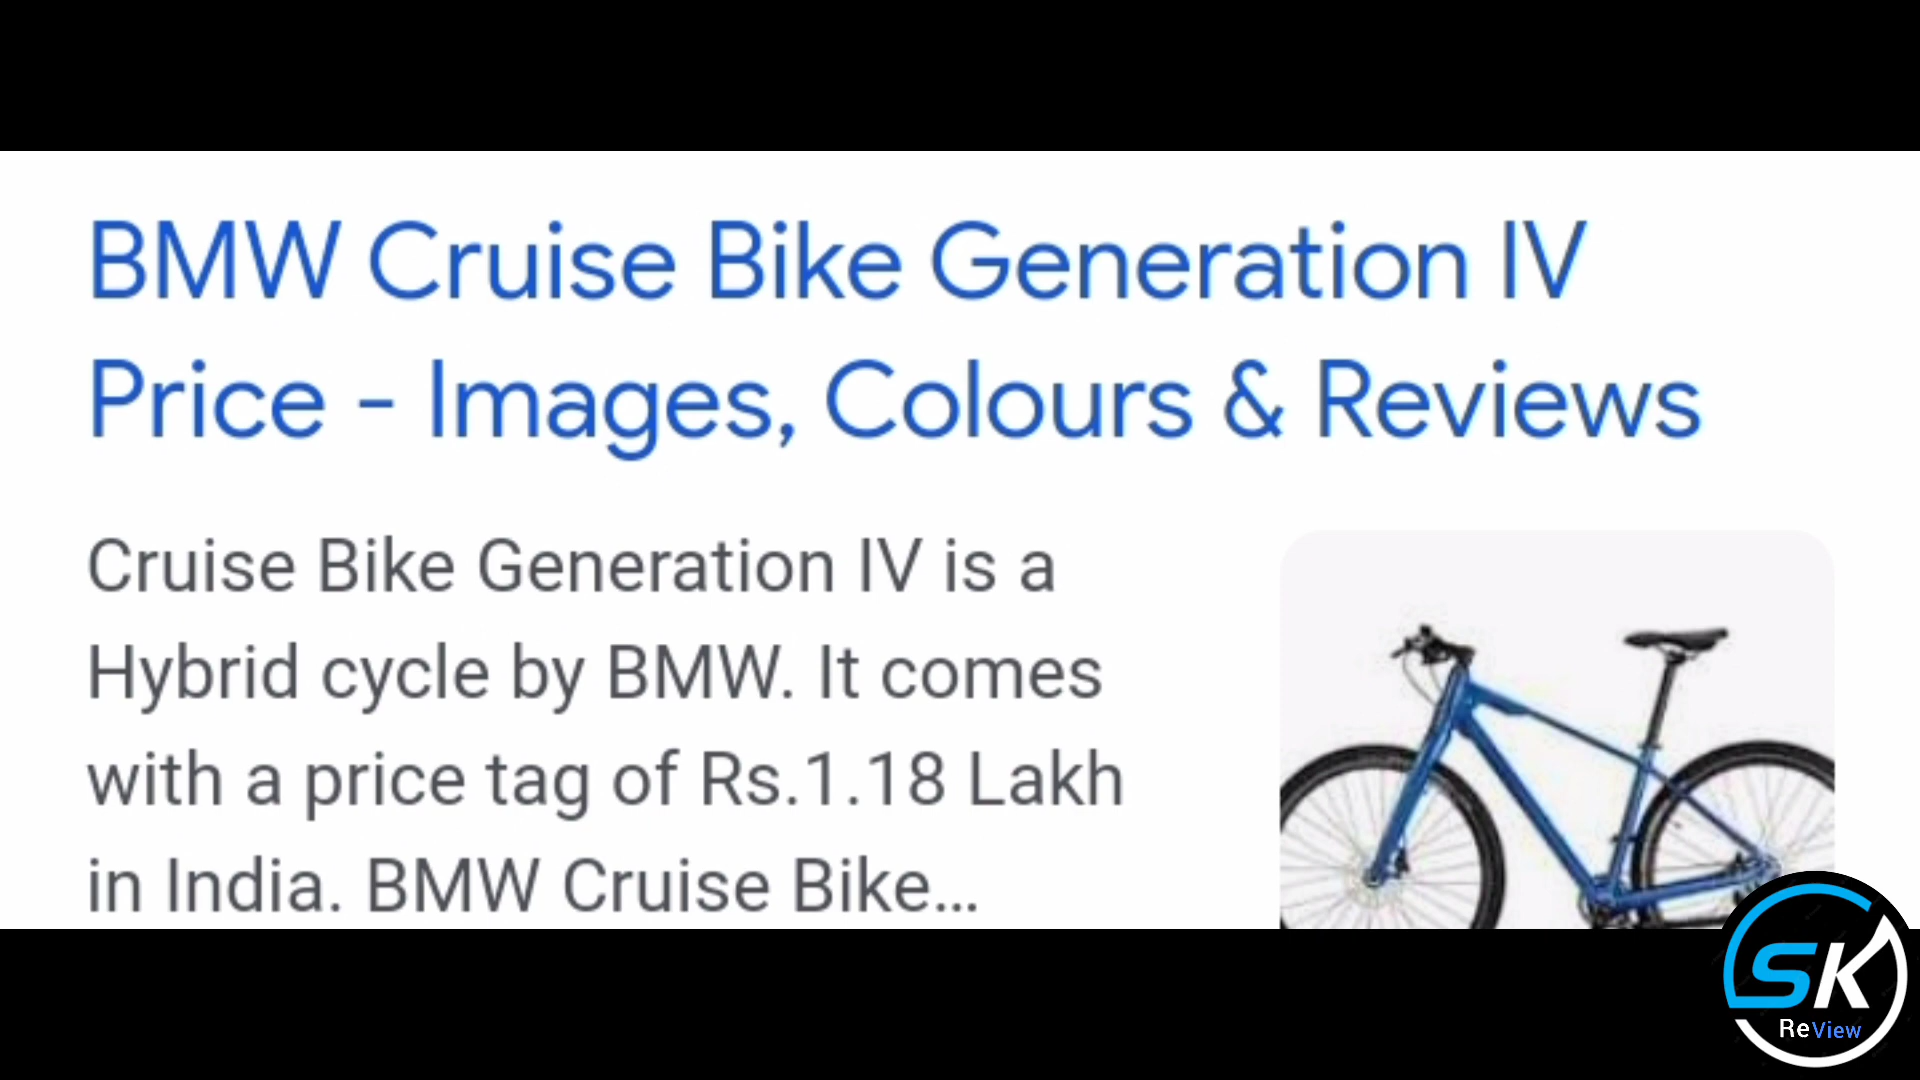 BMW Cruise Bike Generation IV
Price - Images, Colours & Reviews
Cruise Bike Generation IV is a
Hybrid cycle by BMW. It comes
with a price tag of Rs.1.18 Lakh
in India. BMW Cruise Bike...
SK
ReView